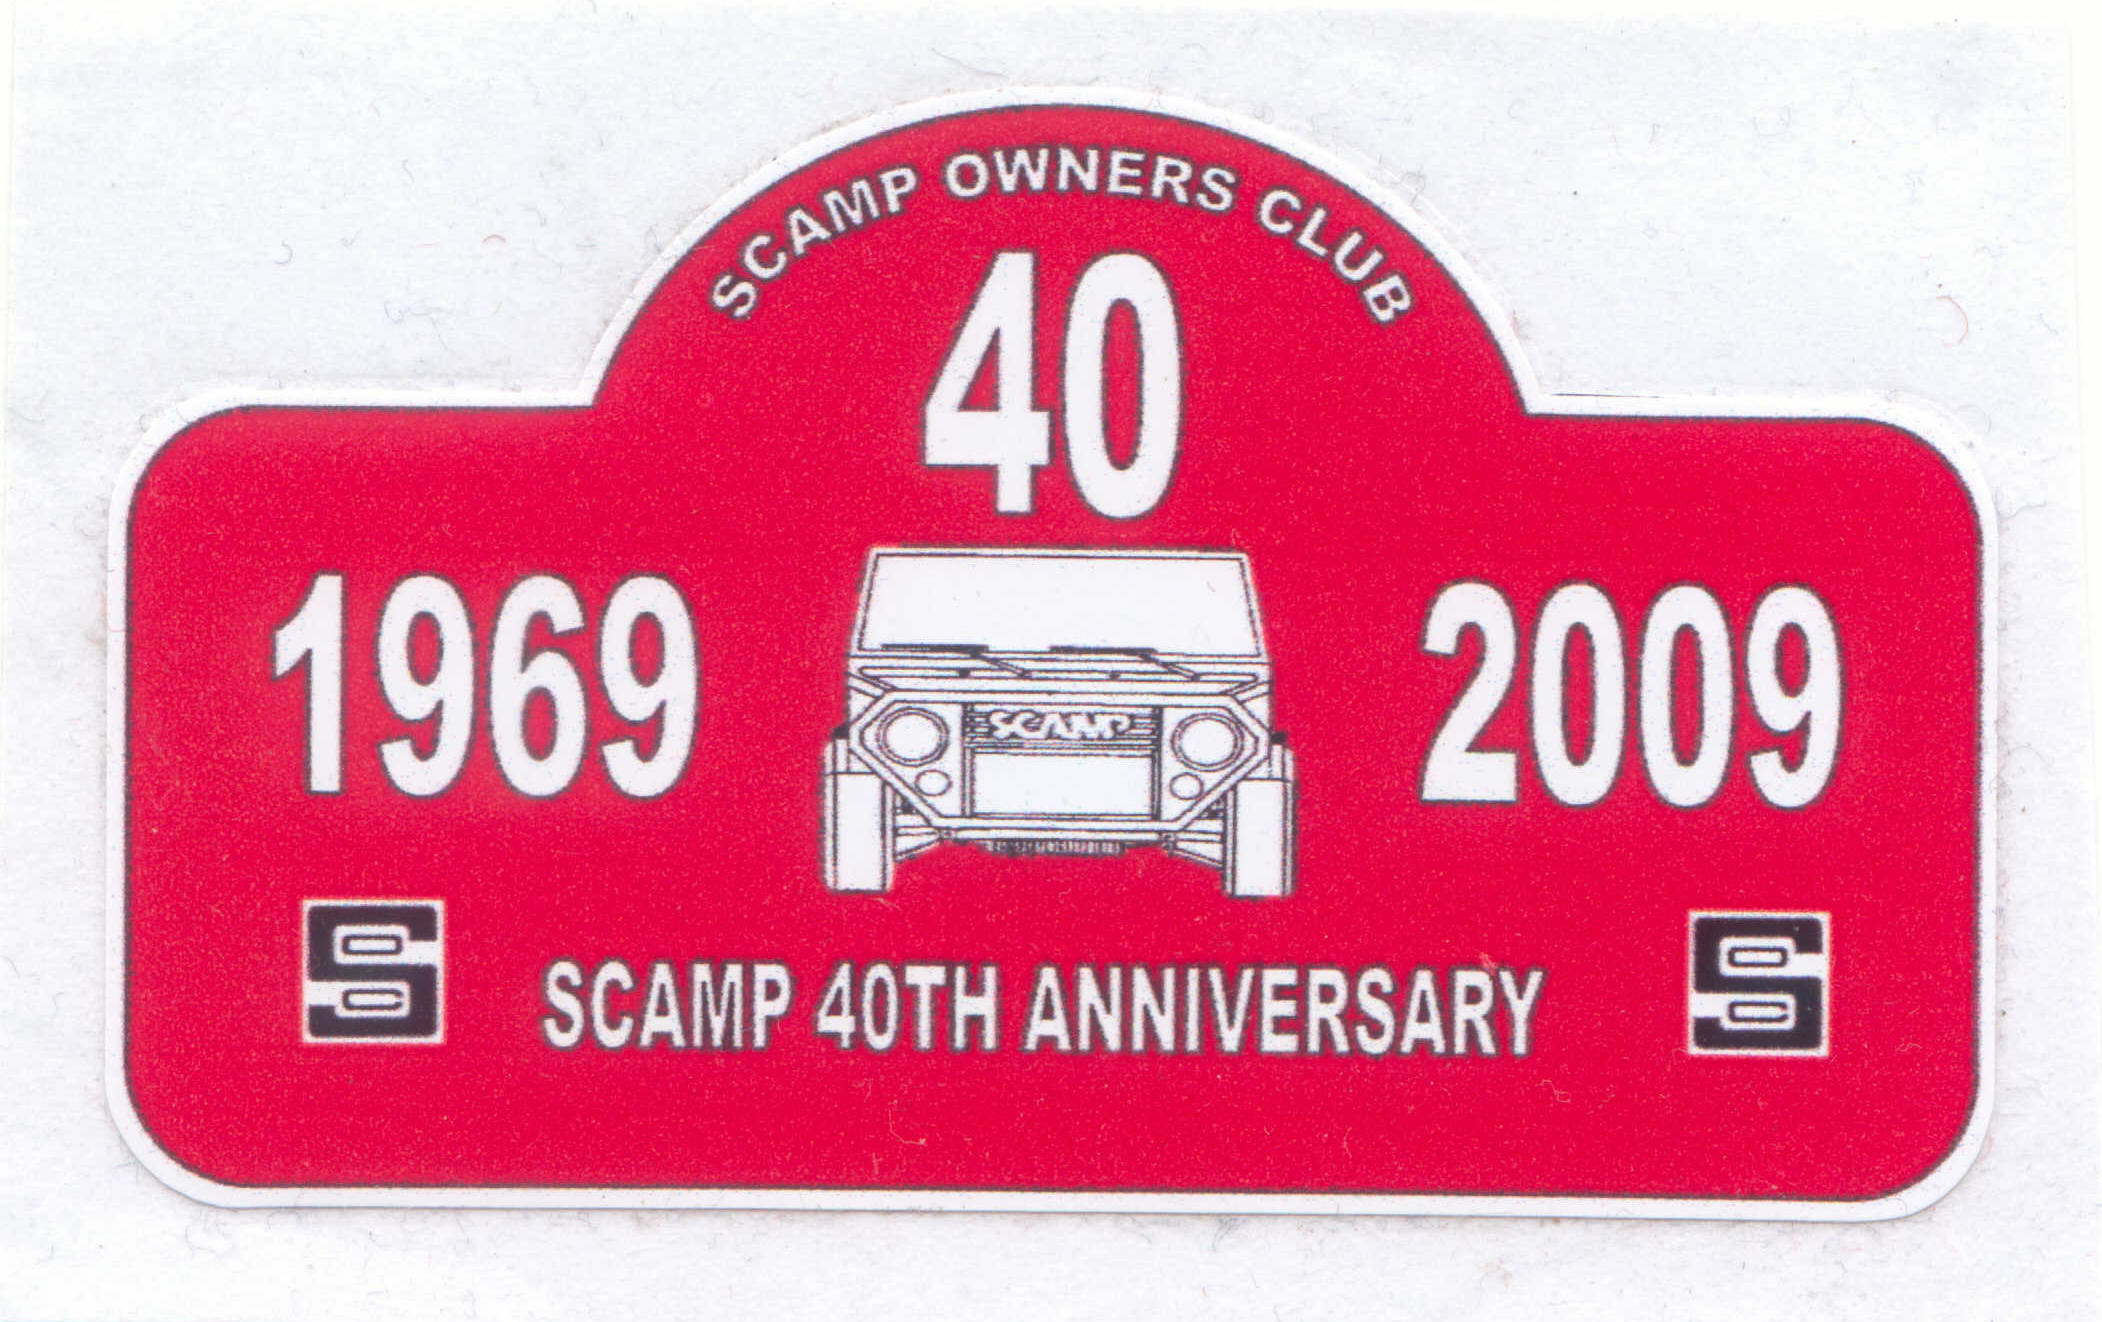 SCAMP OWNERS CLUB
40
1969
2009
SCAMP
S
S
SCAMP 40TH ANNIVERSARY